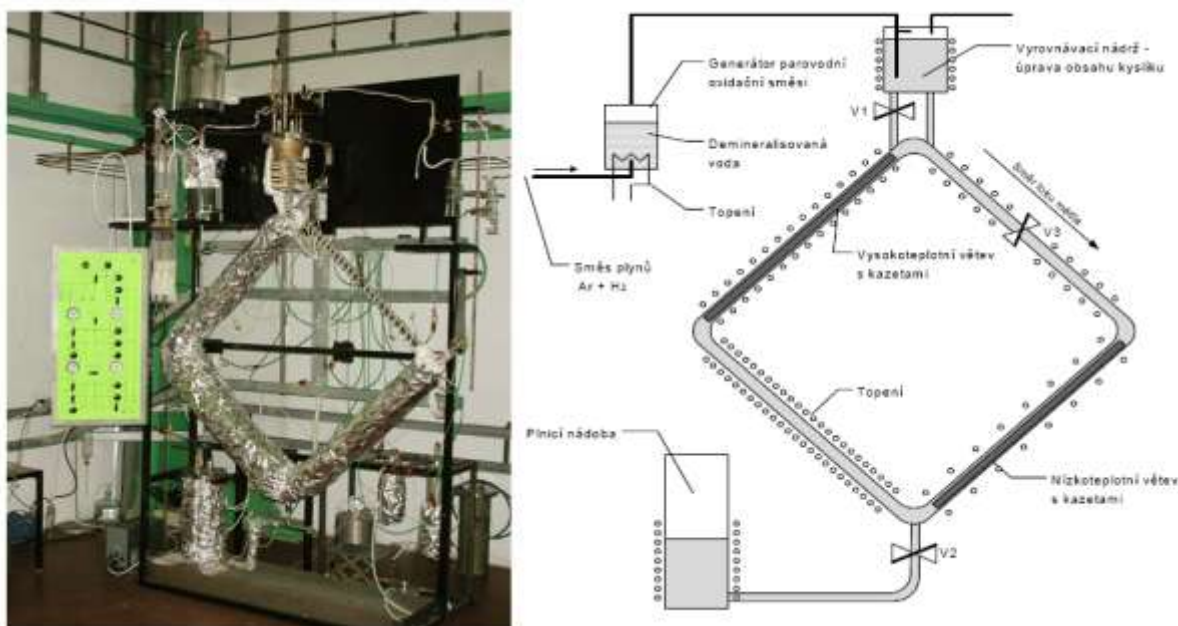 Vyrovnávací nádrž -
úprava obsahu kyslíku
Generátor parovodní
oxidační směsi
V1
Demineralisovaná
voda
Směr toku média
Topení
V3
Směs plynů
Ar + H₂
Vysokoteplotní větev
s kazetami
Topení
Plnicí nádoba
Nízkoteplotní větev
s kazetami
V2